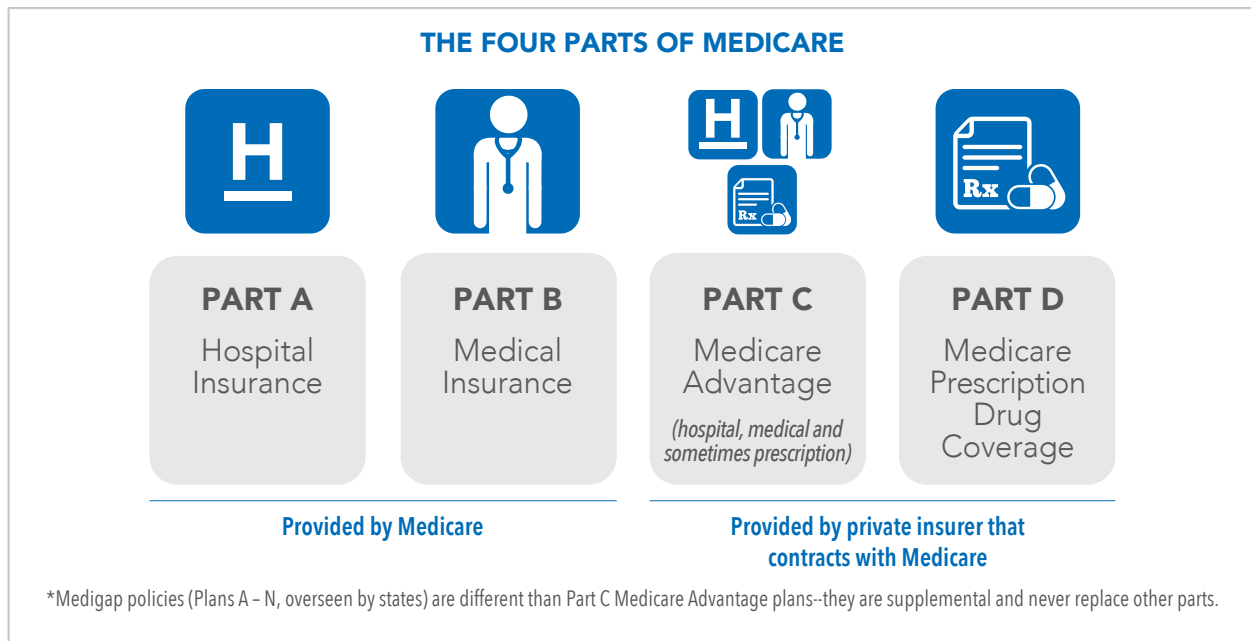 THE FOUR PARTS OF MEDICARE
H
H
Rx
Rx
PART A
Hospital
Insurance
PART B
Medical
Insurance
PART C
Medicare
Advantage
(hospital, medical and
sometimes prescription)
PART D
Medicare
Prescription
Drug
Coverage
Provided by Medicare
Provided by private insurer that
contracts with Medicare
*Medigap policies (Plans A – N, overseen by states) are different than Part C Medicare Advantage plans--they are supplemental and never replace other parts.